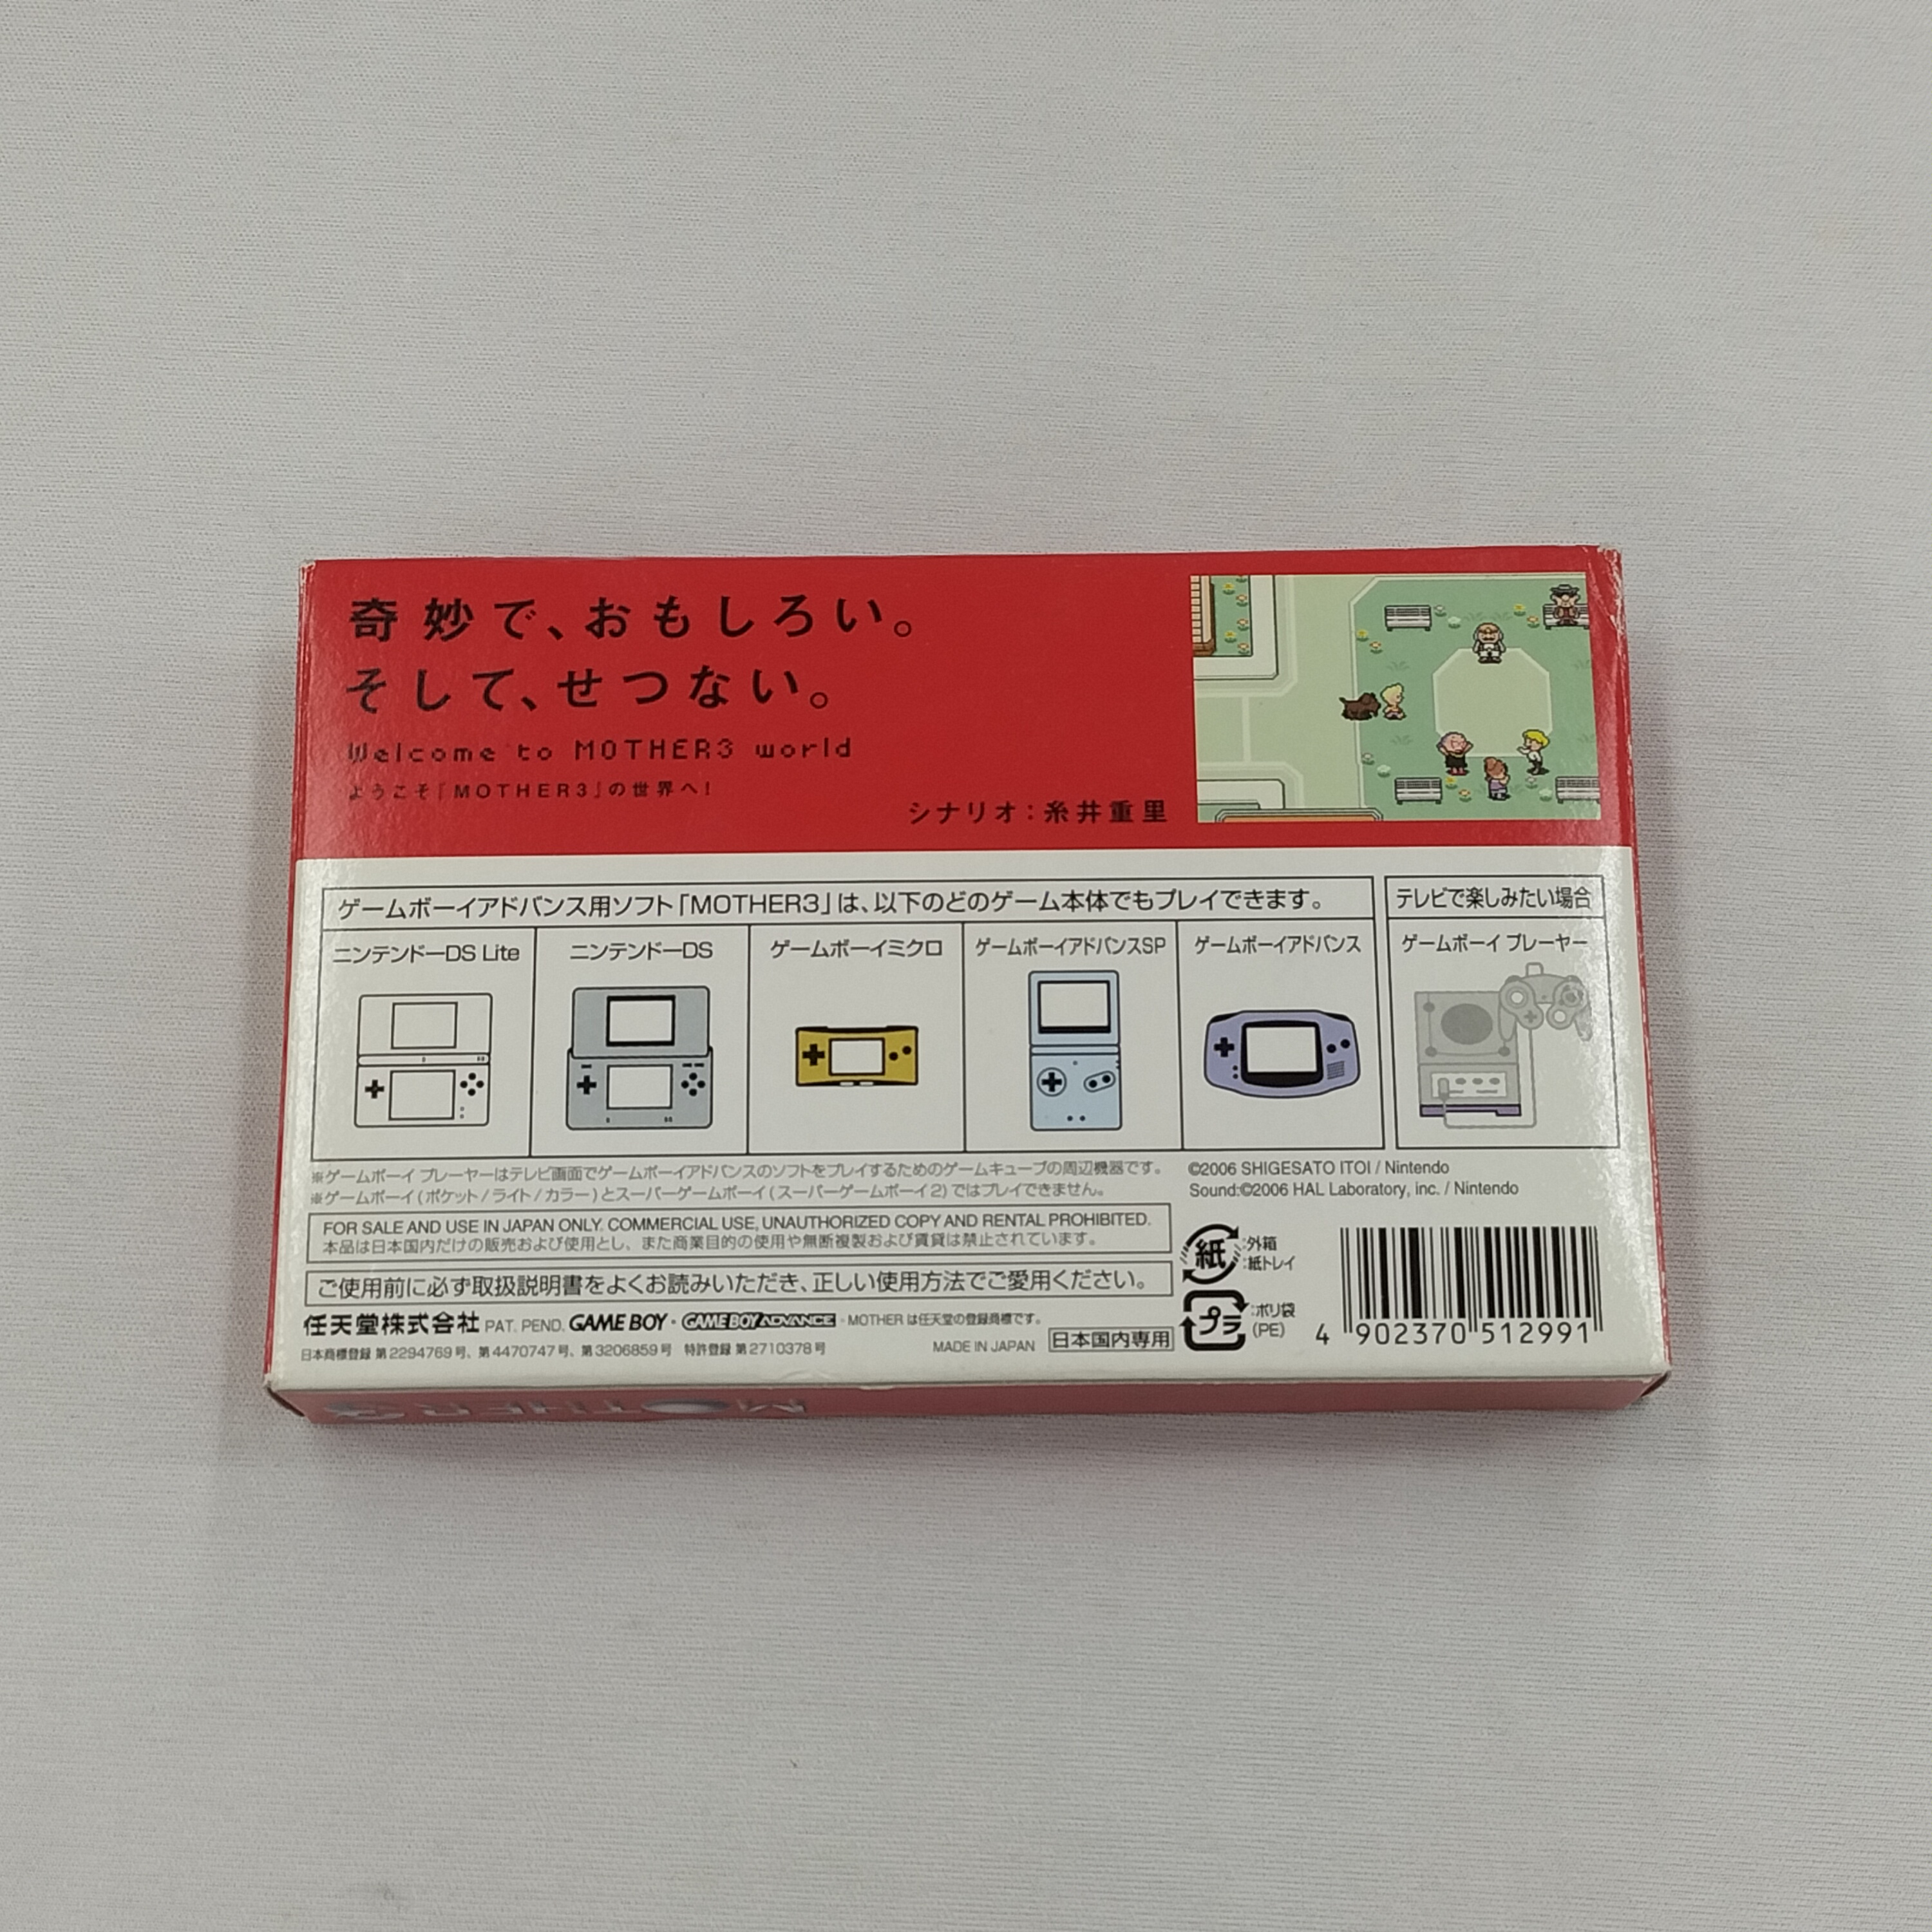 奇妙で、おもしろい。
そして、せつない。
Welcome to MOTHER3 world
ようこそ「MOTHER3」の世界へ!
シナリオ:糸井重里
ゲームボーイアドバンス用ソフト「MOTHER3」は、以下のどのゲーム本体でもプレイできます。
テレビで楽しみたい場合
ニンテンドーDS Lite
ニンテンドーDS
ゲームボーイミクロ
ゲームボーイアドバンスSP
ゲームボーイアドバンス
ゲームボーイ プレーヤー
※ゲームボーイ プレーヤーはテレビ画面でゲームボーイアドバンスのソフトをプレイするためのゲームキューブの周辺機器です。
※ゲームボーイ(ポケット/ライト/カラー)とスーパーゲームボーイ(スーパーゲームボーイ2)ではプレイできません。
©2006 SHIGESATO ITOI / Nintendo
Sound:©2006 HAL Laboratory, inc. / Nintendo
FOR SALE AND USE IN JAPAN ONLY. COMMERCIAL USE, UNAUTHORIZED COPY AND RENTAL PROHIBITED.
本品は日本国内だけの販売および使用とし、また商業目的の使用や無断複製および賃貸は禁止されています。
ご使用前に必ず取扱説明書をよくお読みいただき、正しい使用方法でご愛用ください。
任天堂株式会社 PAT. PEND. GAME BOY・GAME BOY ADVANCE・MOTHER は任天堂の登録商標です。
日本商標登録 第2294769号、第4470747号、第3206859号 特許登録 第2710378号
MADE IN JAPAN 日本国内専用
紙 :外箱
:紙トレイ
プラ :ポリ袋
(PE)
4 902370 512991
MOTHER3